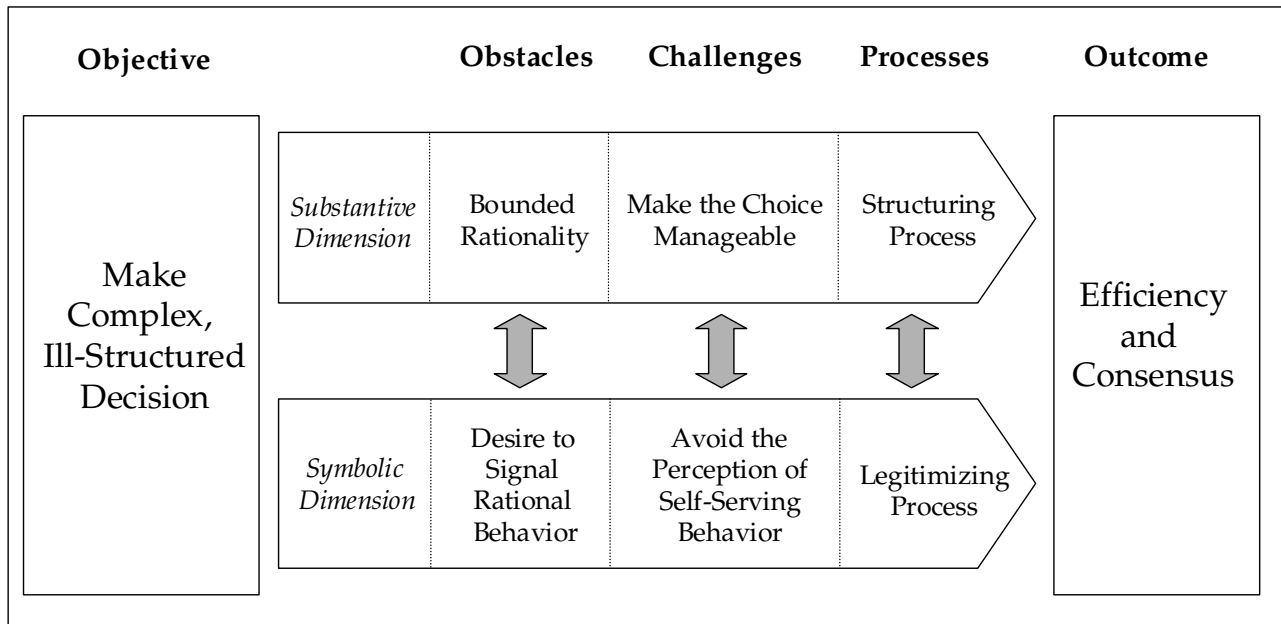 Objective
Obstacles
Challenges
Processes
Outcome
Make
Complex,
Ill-Structured
Decision
Substantive
Dimension
Bounded
Rationality
Make the Choice
Manageable
Structuring
Process
Symbolic
Dimension
Desire to
Signal
Rational
Behavior
Avoid the
Perception of
Self-Serving
Behavior
Legitimizing
Process
Efficiency
and
Consensus